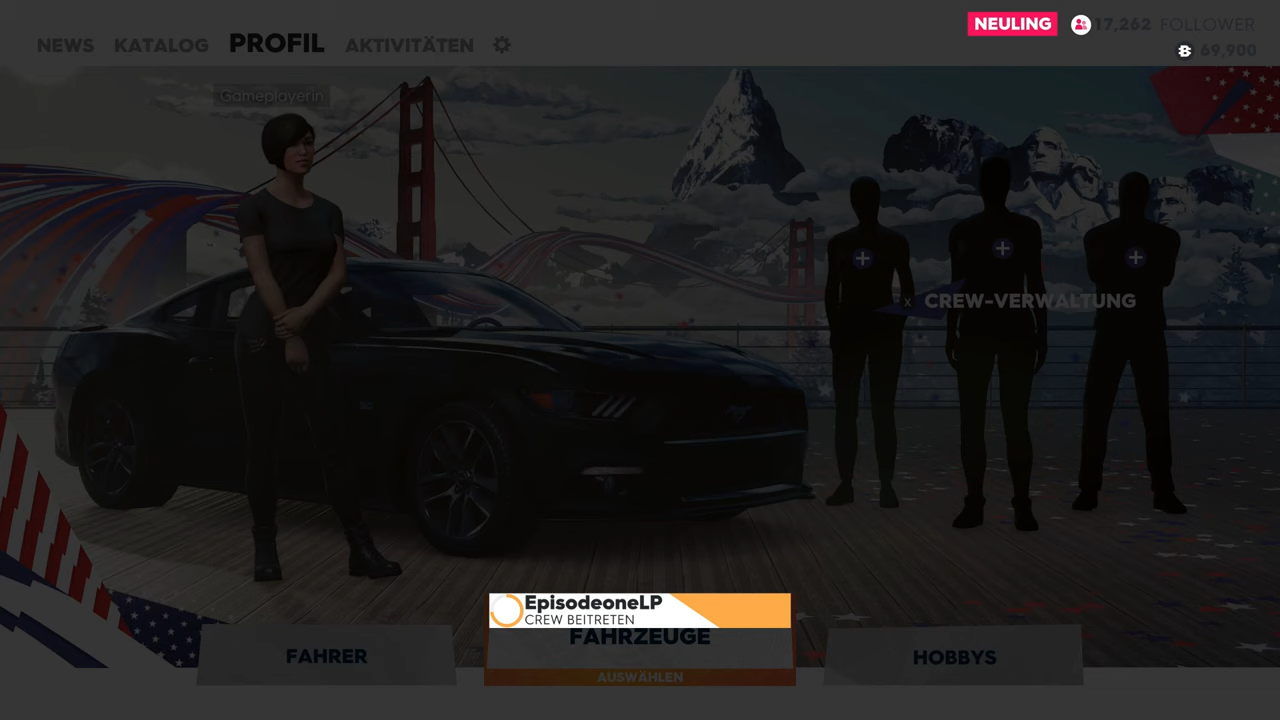 NEULING
17,262 FOLLOWER
69,900
NEWS KATALOG PROFIL AKTIVITÄTEN
Gameplayerin
x CREW-VERWALTUNG
EpisodeoneLP
CREW BEITRETEN
FAHRER
FAHRZEUGE
AUSWÄHLEN
HOBBYS